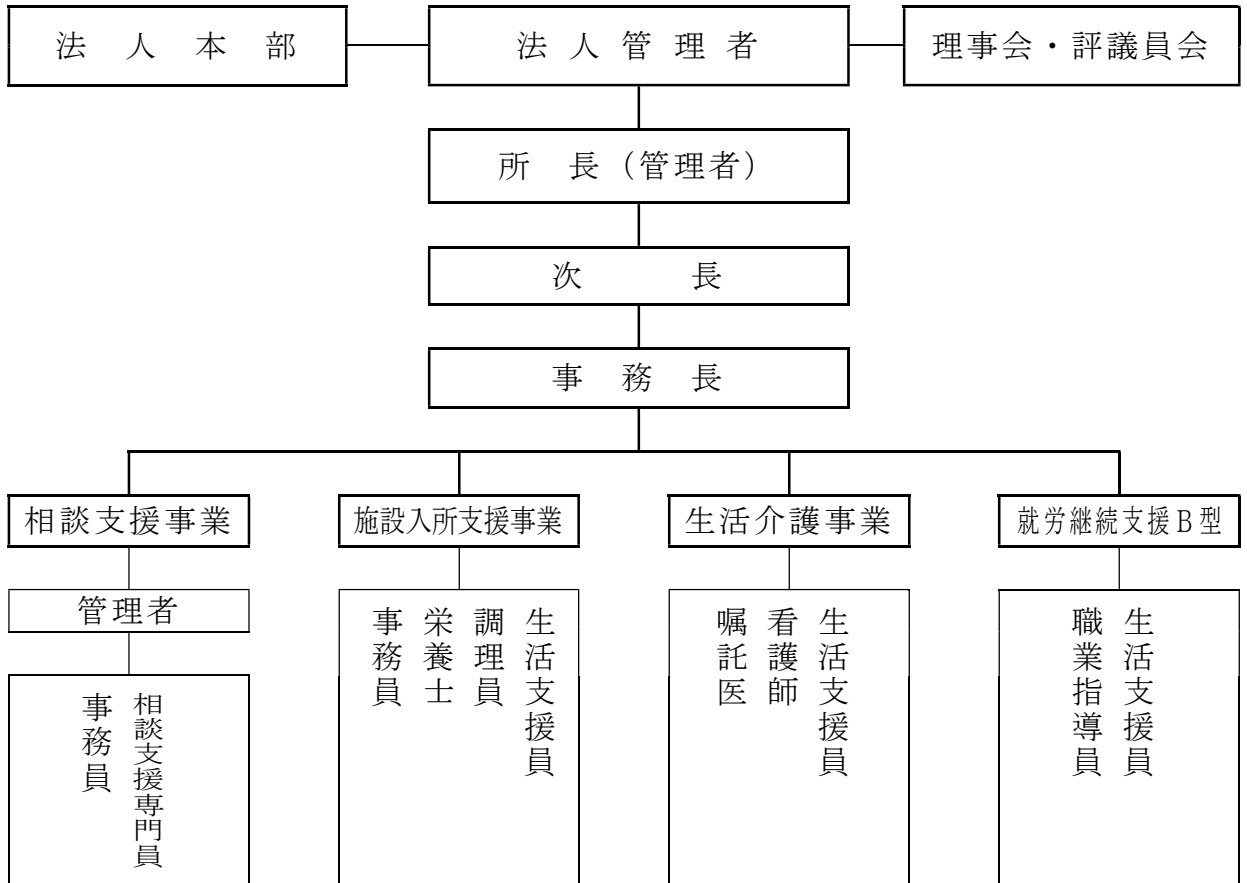 法人本部
法人管理者
理事会・評議員会
所長（管理者）
次長
事務長
相談支援事業
施設入所支援事業
生活介護事業
就労継続支援Ｂ型
管理者
相談支援専門員
事務員
生活支援員
調理員
栄養士
事務員
生活支援員
看護師
嘱託医
生活支援員
職業指導員